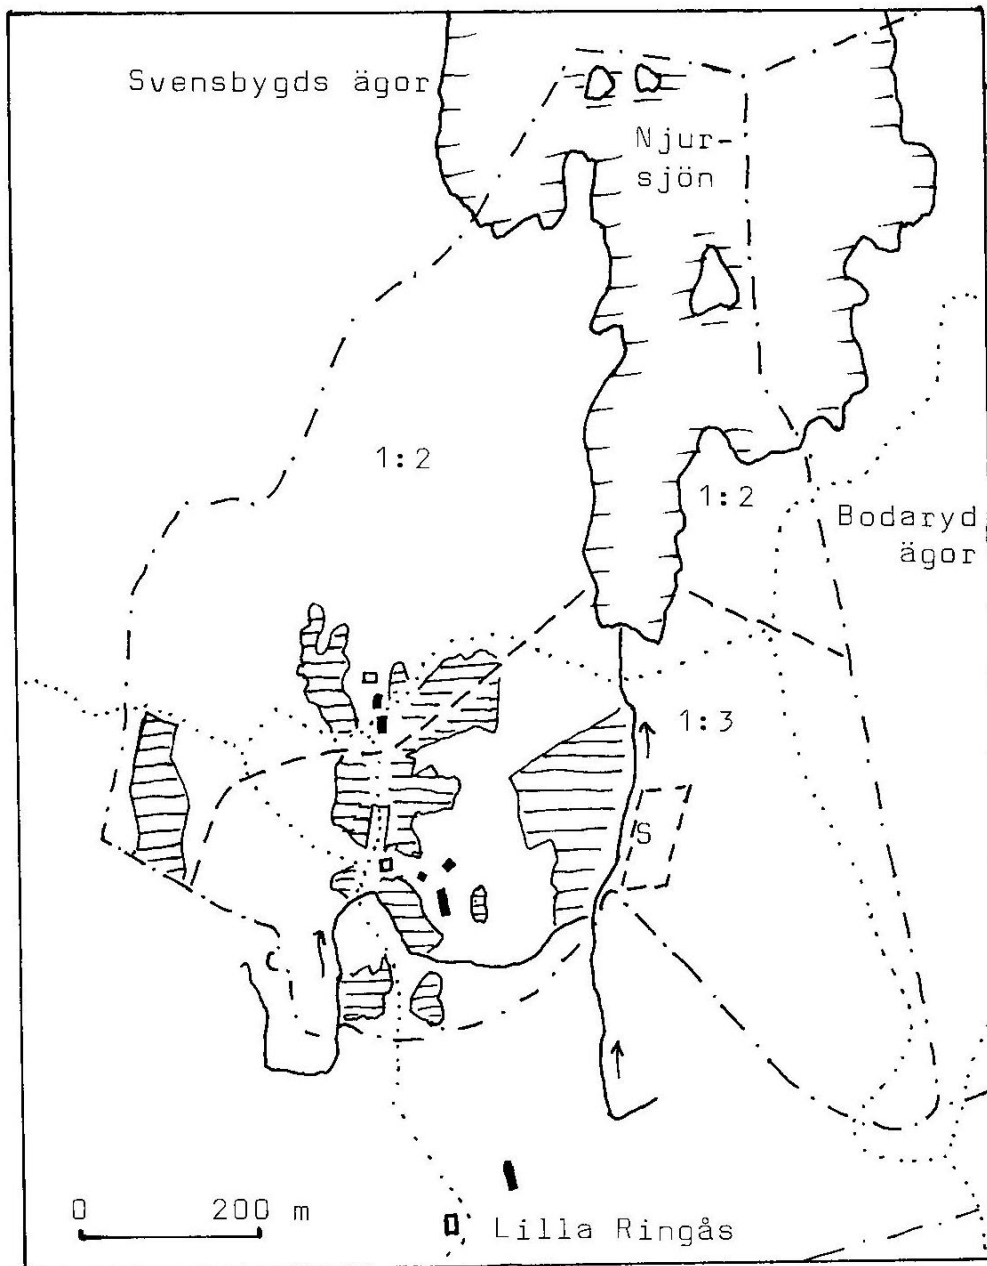 Svensbygds ägor
Njur-
sjön
1:2
1:2
Bodaryd
ägor
1:3
S
0 200 m
Lilla Ringås